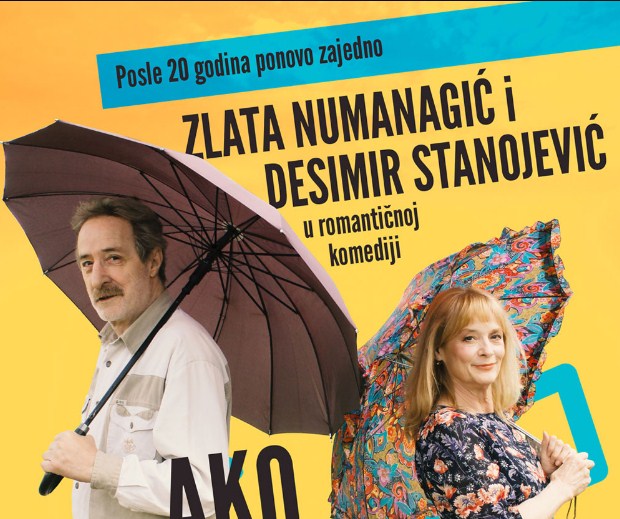 Posle 20 godina ponovo zajedno
ZLATA NUMANAGIĆ i
DESIMIR STANOJEVIĆ
u romantičnoj
komediji
AKO